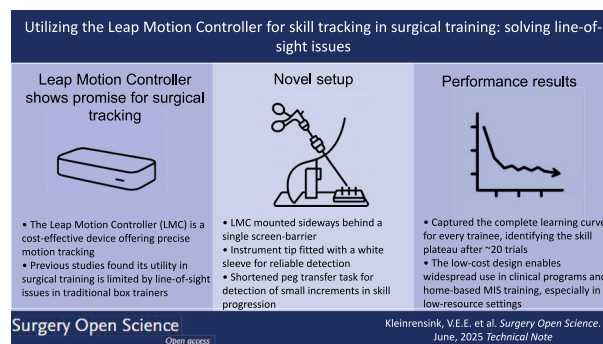 Utilizing the Leap Motion Controller for skill tracking in surgical training: solving line-of-
sight issues
Leap Motion Controller
shows promise for surgical
tracking
• The Leap Motion Controller (LMC) is a
cost-effective device offering precise
motion tracking
• Previous studies found its utility in
surgical training is limited by line-of-sight
issues in traditional box trainers
Novel setup
• LMC mounted sideways behind a
single screen-barrier
• Instrument tip fitted with a white
sleeve for reliable detection
• Shortened peg transfer task for
detection of small increments in skill
progression
Performance results
• Captured the complete learning curve
for every trainee, identifying the skill
plateau after ~20 trials
• The low-cost design enables
widespread use in clinical programs and
home-based MIS training, especially in
low-resource settings
Surgery Open Science
Open access
Kleinrensink, V.E.E. et al. Surgery Open Science.
June, 2025 Technical Note